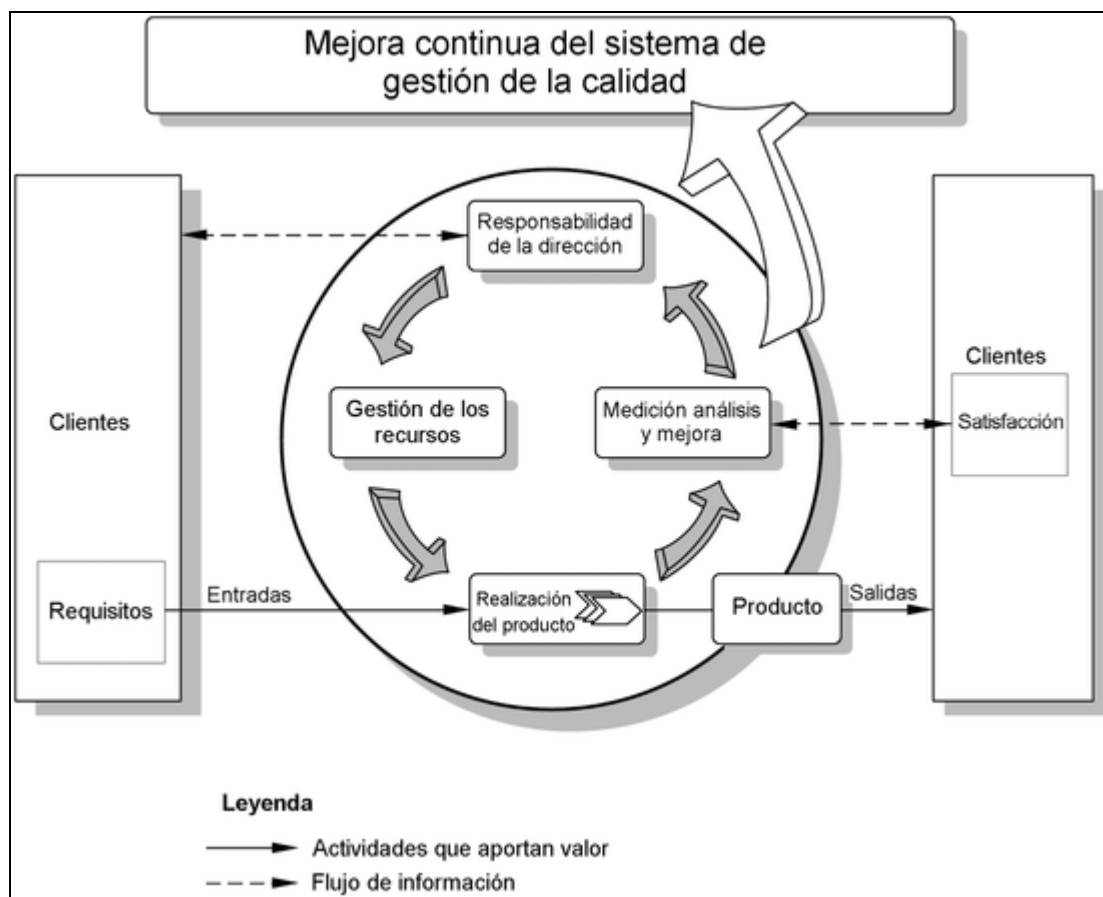 Mejora continua del sistema de
gestión de la calidad
Responsabilidad
de la dirección
Clientes
Gestión de los
recursos
Medición análisis
y mejora
Clientes
Satisfacción
Requisitos
Entradas
Realización
del producto
Producto
Salidas
Leyenda
Actividades que aportan valor
Flujo de información